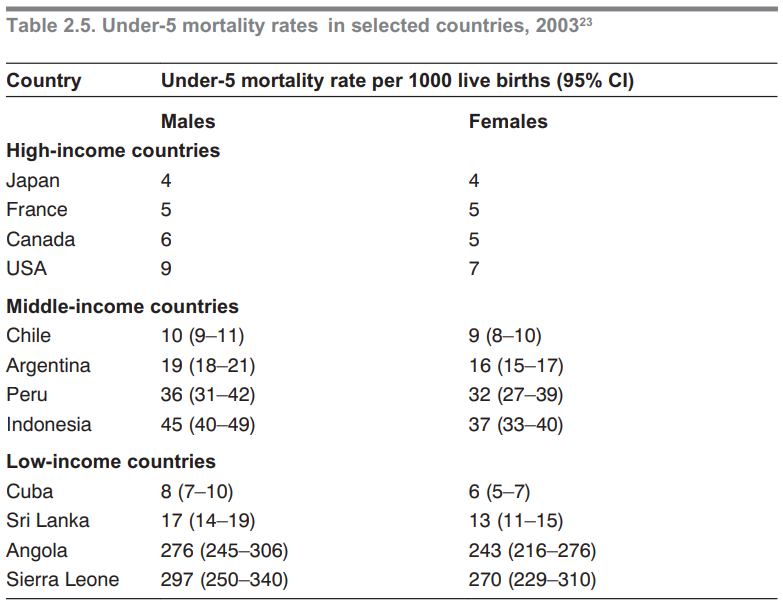 Table 2.5. Under-5 mortality rates in selected countries, 2003²³
Country Under-5 mortality rate per 1000 live births (95% CI)
Males Females
High-income countries
Japan 4 4
France 5 5
Canada 6 5
USA 9 7
Middle-income countries
Chile 10 (9–11) 9 (8–10)
Argentina 19 (18–21) 16 (15–17)
Peru 36 (31–42) 32 (27–39)
Indonesia 45 (40–49) 37 (33–40)
Low-income countries
Cuba 8 (7–10) 6 (5–7)
Sri Lanka 17 (14–19) 13 (11–15)
Angola 276 (245–306) 243 (216–276)
Sierra Leone 297 (250–340) 270 (229–310)